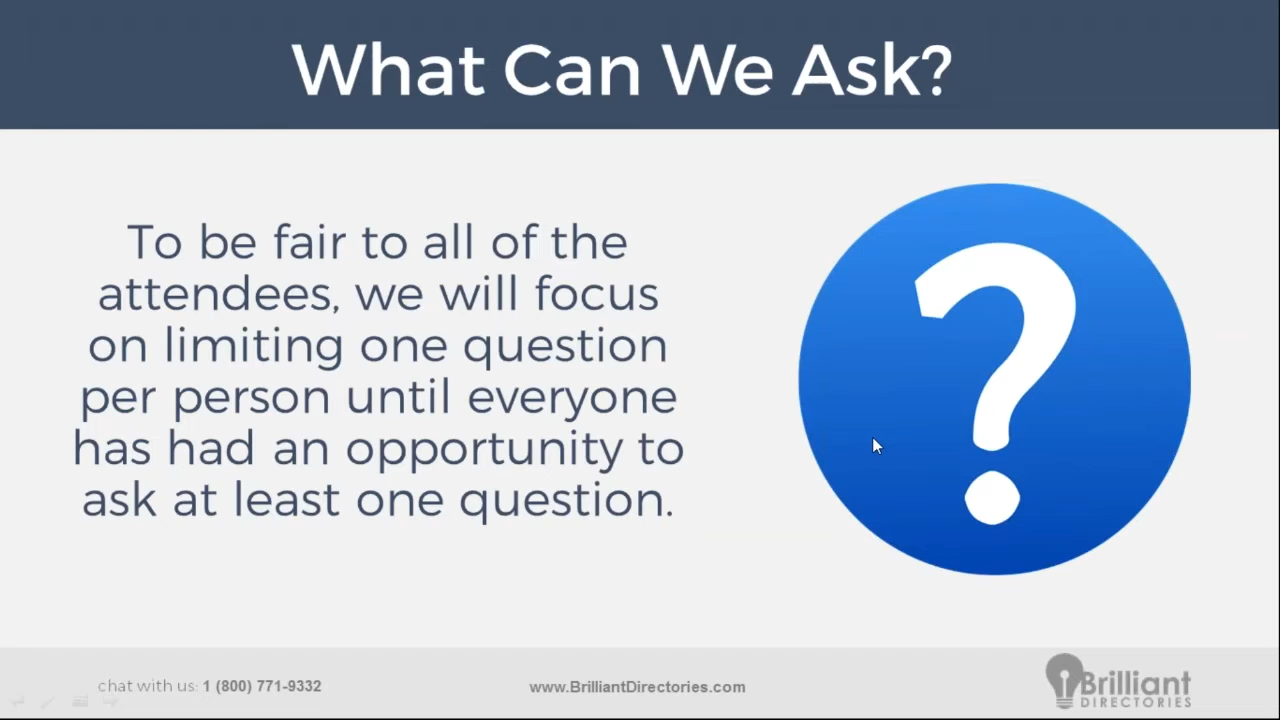 What Can We Ask?
To be fair to all of the
attendees, we will focus
on limiting one question
per person until everyone
has had an opportunity to
ask at least one question.
?
chat with us: 1 (800) 771-9332
www.BrilliantDirectories.com
Brilliant
DIRECTORIES